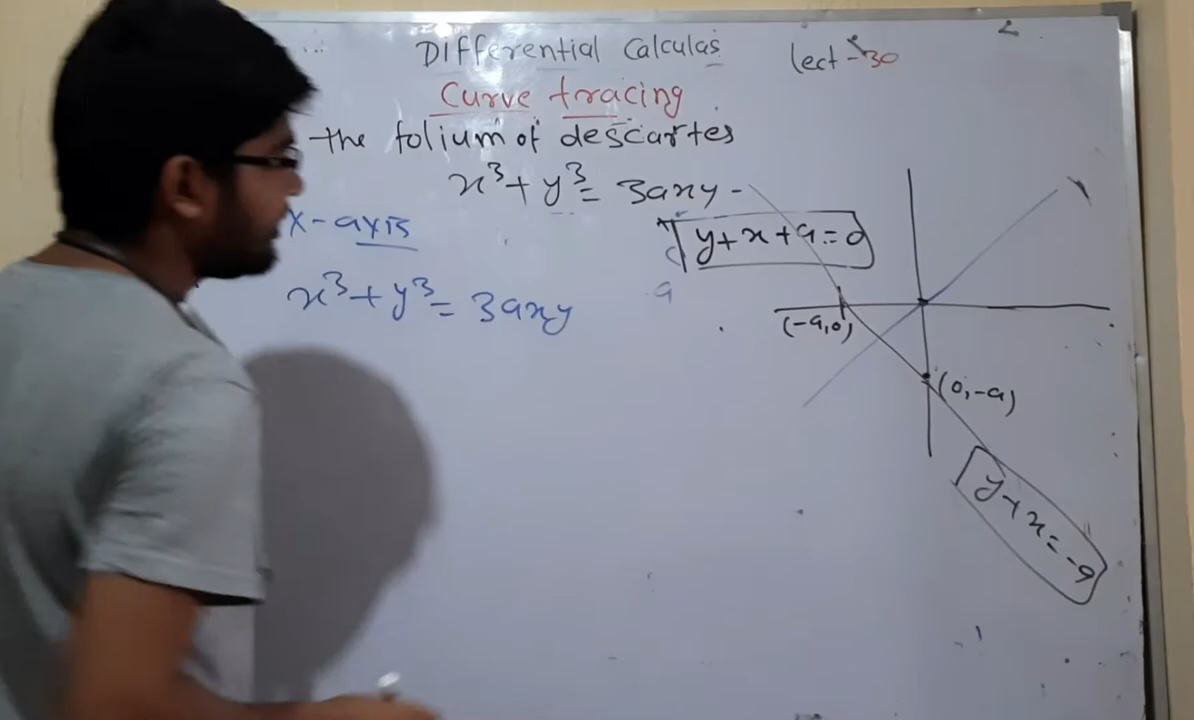 Differential Calculas
Lect-30
Curve tracing
the folium of descartes
x³ + y³ = 3axy
X-axis
y+x+a=0
x³ + y³ = 3axy
a
(-a,0)
(0,-a)
y+x=-a